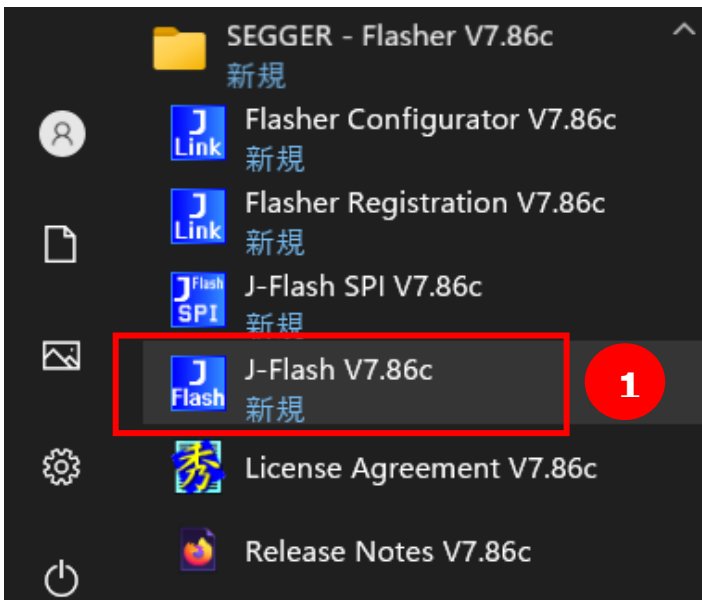 SEGGER - Flasher V7.86c
新規
J Link
Flasher Configurator V7.86c
新規
J Link
Flasher Registration V7.86c
新規
J Flash SPI
J-Flash SPI V7.86c
新規
J Flash
J-Flash V7.86c
新規
1
秀
License Agreement V7.86c
Release Notes V7.86c